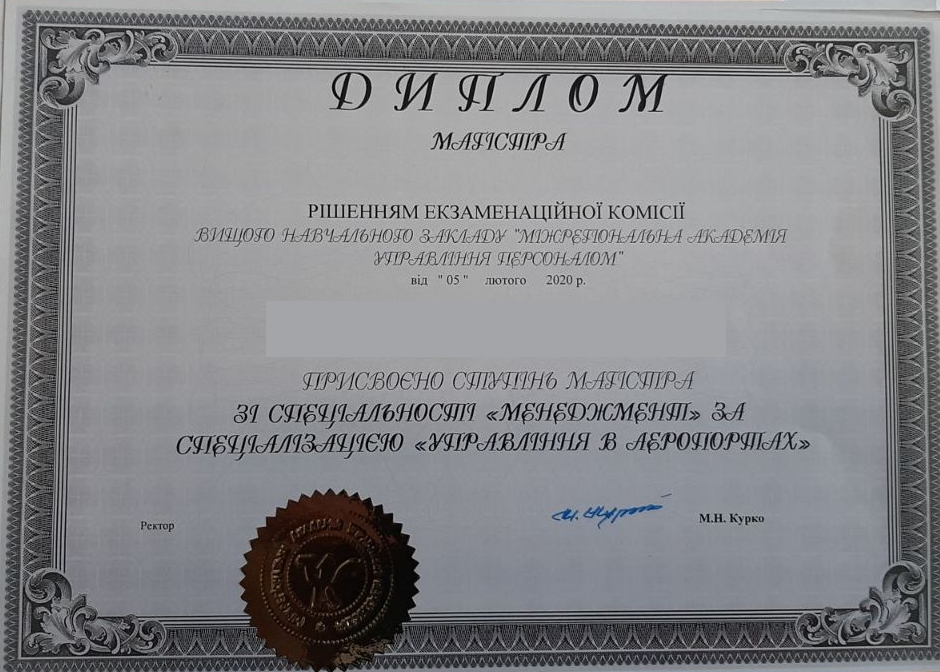 ДИПЛОМ
МАГІСТРА
РІШЕННЯМ ЕКЗАМЕНАЦІЙНОЇ КОМІСІЇ
ВИЩОГО НАВЧАЛЬНОГО ЗАКЛАДУ "МІЖРЕГІОНАЛЬНА АКАДЕМІЯ
УПРАВЛІННЯ ПЕРСОНАЛОМ"
від " 05 " лютого 2020 р.
ПРИСВОЄНО СТУПІНЬ МАГІСТРА
ЗІ СПЕЦІАЛЬНОСТІ «МЕНЕДЖМЕНТ» ЗА
СПЕЦІАЛІЗАЦІЄЮ «УПРАВЛІННЯ В АЕРОПОРТАХ»
Ректор М.Н. Курко